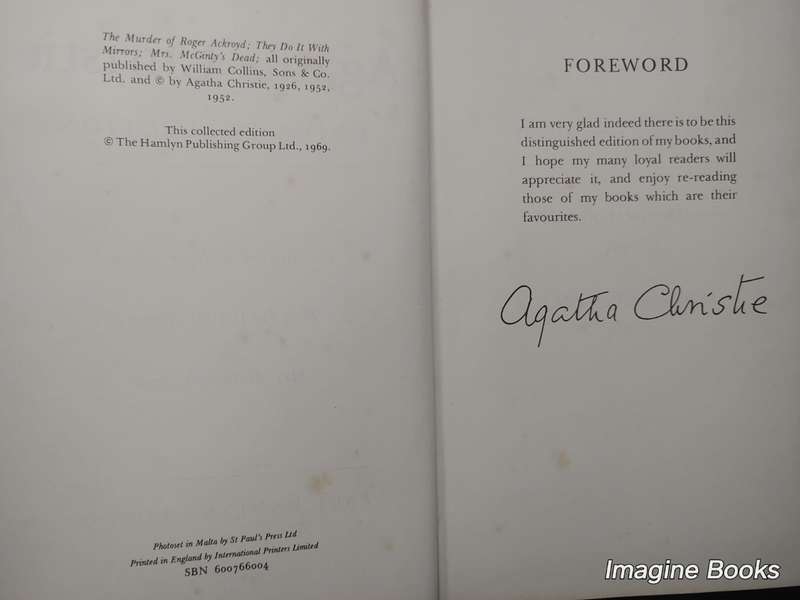 The Murder of Roger Ackroyd; They Do It With
Mirrors; Mrs. McGinty's Dead; all originally
published by William Collins, Sons & Co.
Ltd. and © by Agatha Christie, 1926, 1952,
1952.
This collected edition
© The Hamlyn Publishing Group Ltd., 1969.
Photoset in Malta by St Paul's Press Ltd
Printed in England by International Printers Limited
SBN 600766004
FOREWORD
I am very glad indeed there is to be this
distinguished edition of my books, and
I hope my many loyal readers will
appreciate it, and enjoy re-reading
those of my books which are their
favourites.
Agatha Christie
Imagine Books